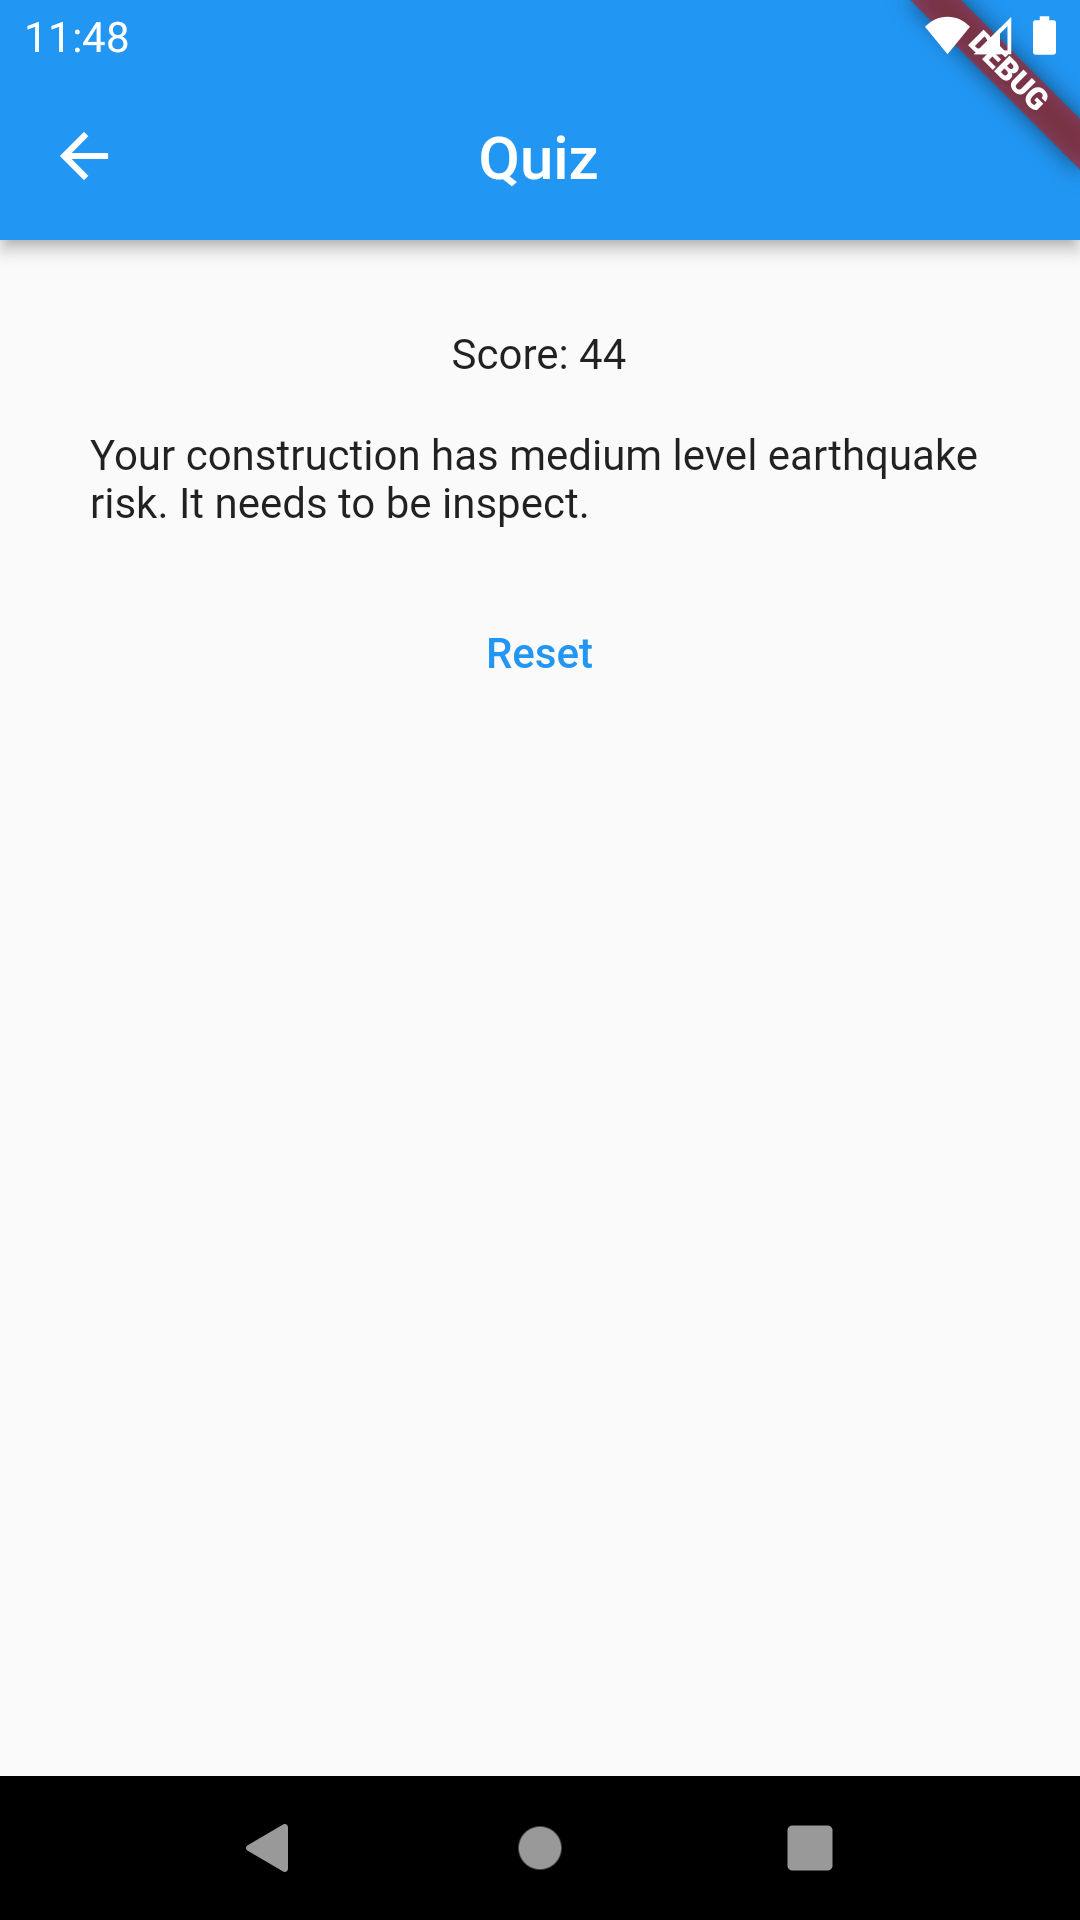 11:48
DEBUG
Quiz
Score: 44
Your construction has medium level earthquake
risk. It needs to be inspect.
Reset